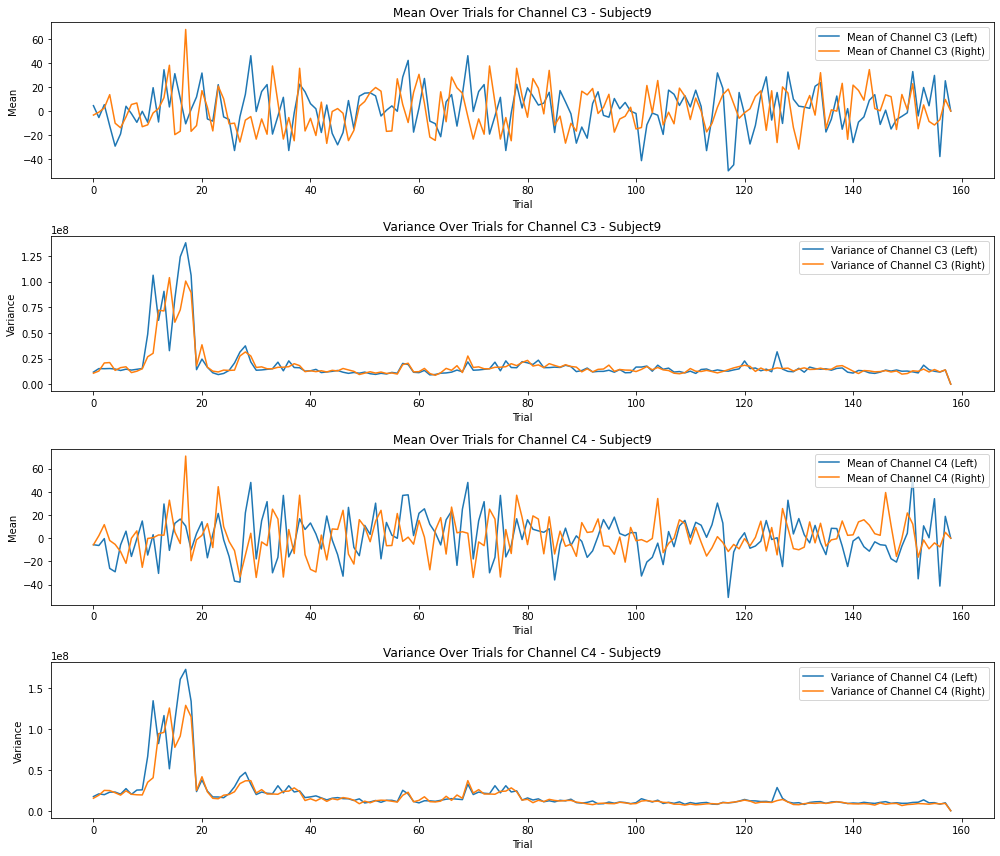 Mean Over Trials for Channel C3 - Subject9
Mean
60
40
20
0
−20
−40
Mean of Channel C3 (Left)
Mean of Channel C3 (Right)
0 20 40 60 80 100 120 140 160
Trial
Variance Over Trials for Channel C3 - Subject9
1e8
Variance
1.25
1.00
0.75
0.50
0.25
0.00
Variance of Channel C3 (Left)
Variance of Channel C3 (Right)
0 20 40 60 80 100 120 140 160
Trial
Mean Over Trials for Channel C4 - Subject9
Mean
60
40
20
0
−20
−40
Mean of Channel C4 (Left)
Mean of Channel C4 (Right)
0 20 40 60 80 100 120 140 160
Trial
Variance Over Trials for Channel C4 - Subject9
1e8
Variance
1.5
1.0
0.5
0.0
Variance of Channel C4 (Left)
Variance of Channel C4 (Right)
0 20 40 60 80 100 120 140 160
Trial